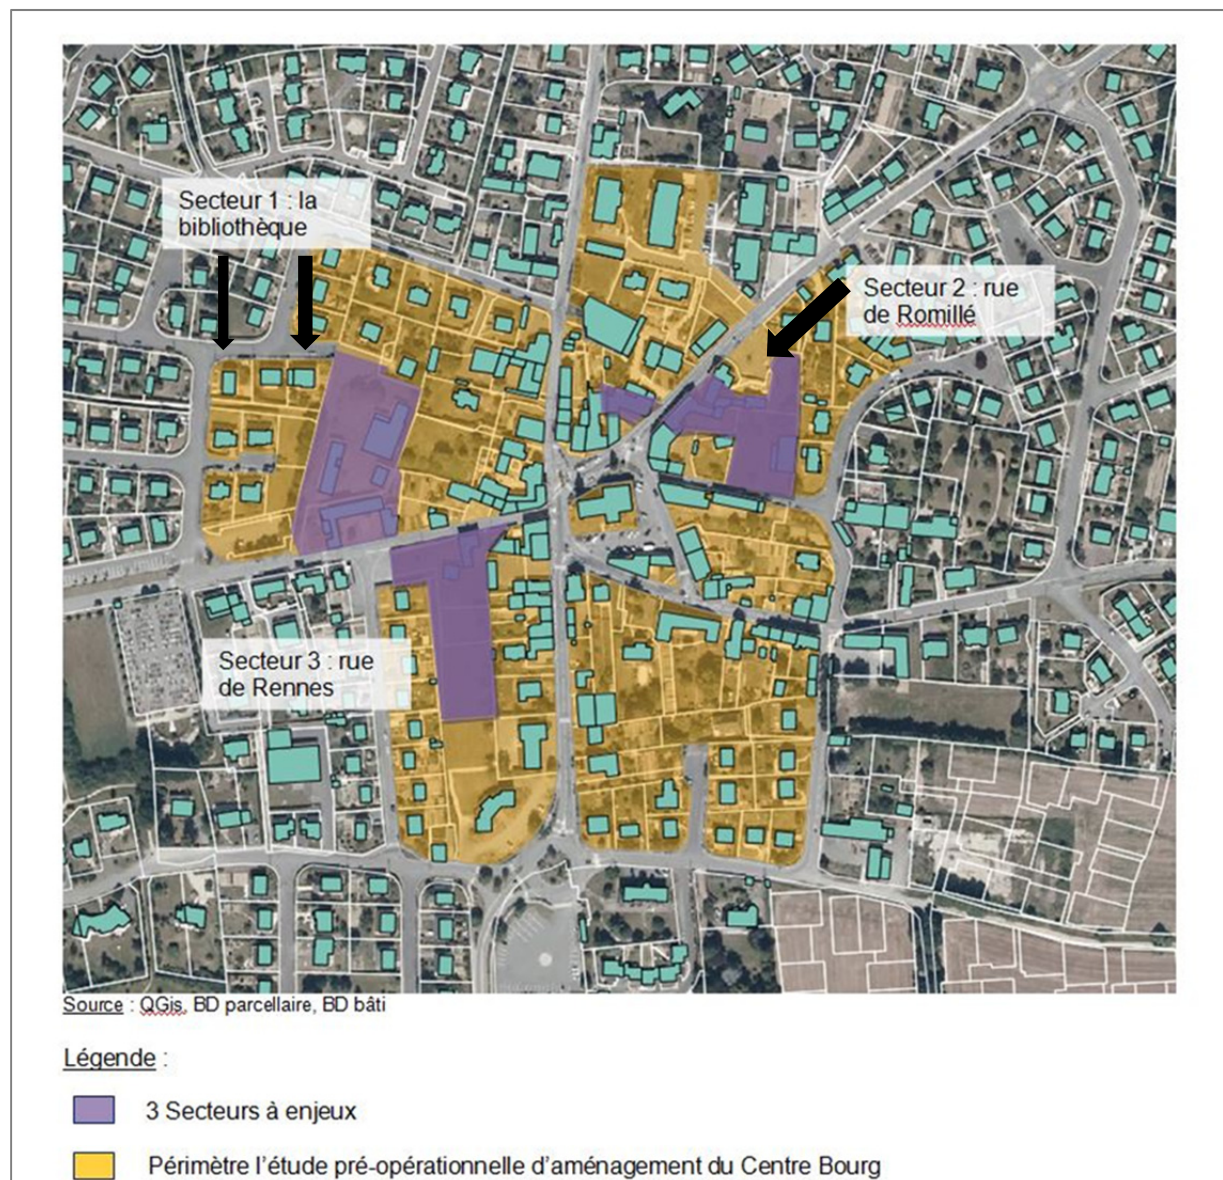 Secteur 1 : la
bibliothèque
Secteur 2 : rue
de Romillé
Secteur 3 : rue
de Rennes
Source : QGis, BD parcellaire, BD bâti
Légende :
3 Secteurs à enjeux
Périmètre l'étude pré-opérationnelle d'aménagement du Centre Bourg